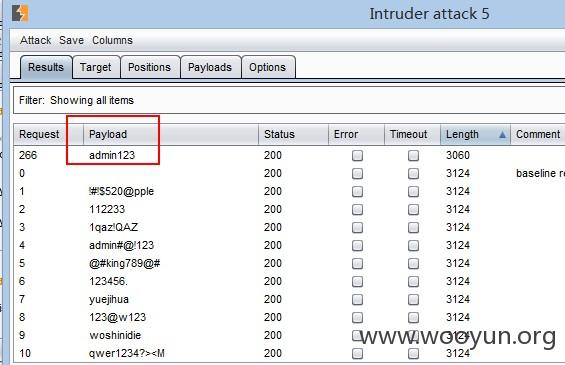 Intruder attack 5
Attack Save Columns
Results Target Positions Payloads Options
Filter: Showing all items
Request Payload Status Error Timeout Length Comment
266 admin123 200 3060
0 200 3124 baseline re
1 !#!$520@pple 200 3124
2 112233 200 3124
3 1qaz!QAZ 200 3124
4 admin#@!123 200 3124
5 @#king789@# 200 3124
6 123456. 200 3124
7 yuejihua 200 3124
8 123@w123 200 3124
9 woshinidie 200 3124
10 qwer1234?><M 200 3124
www.wooyun.org